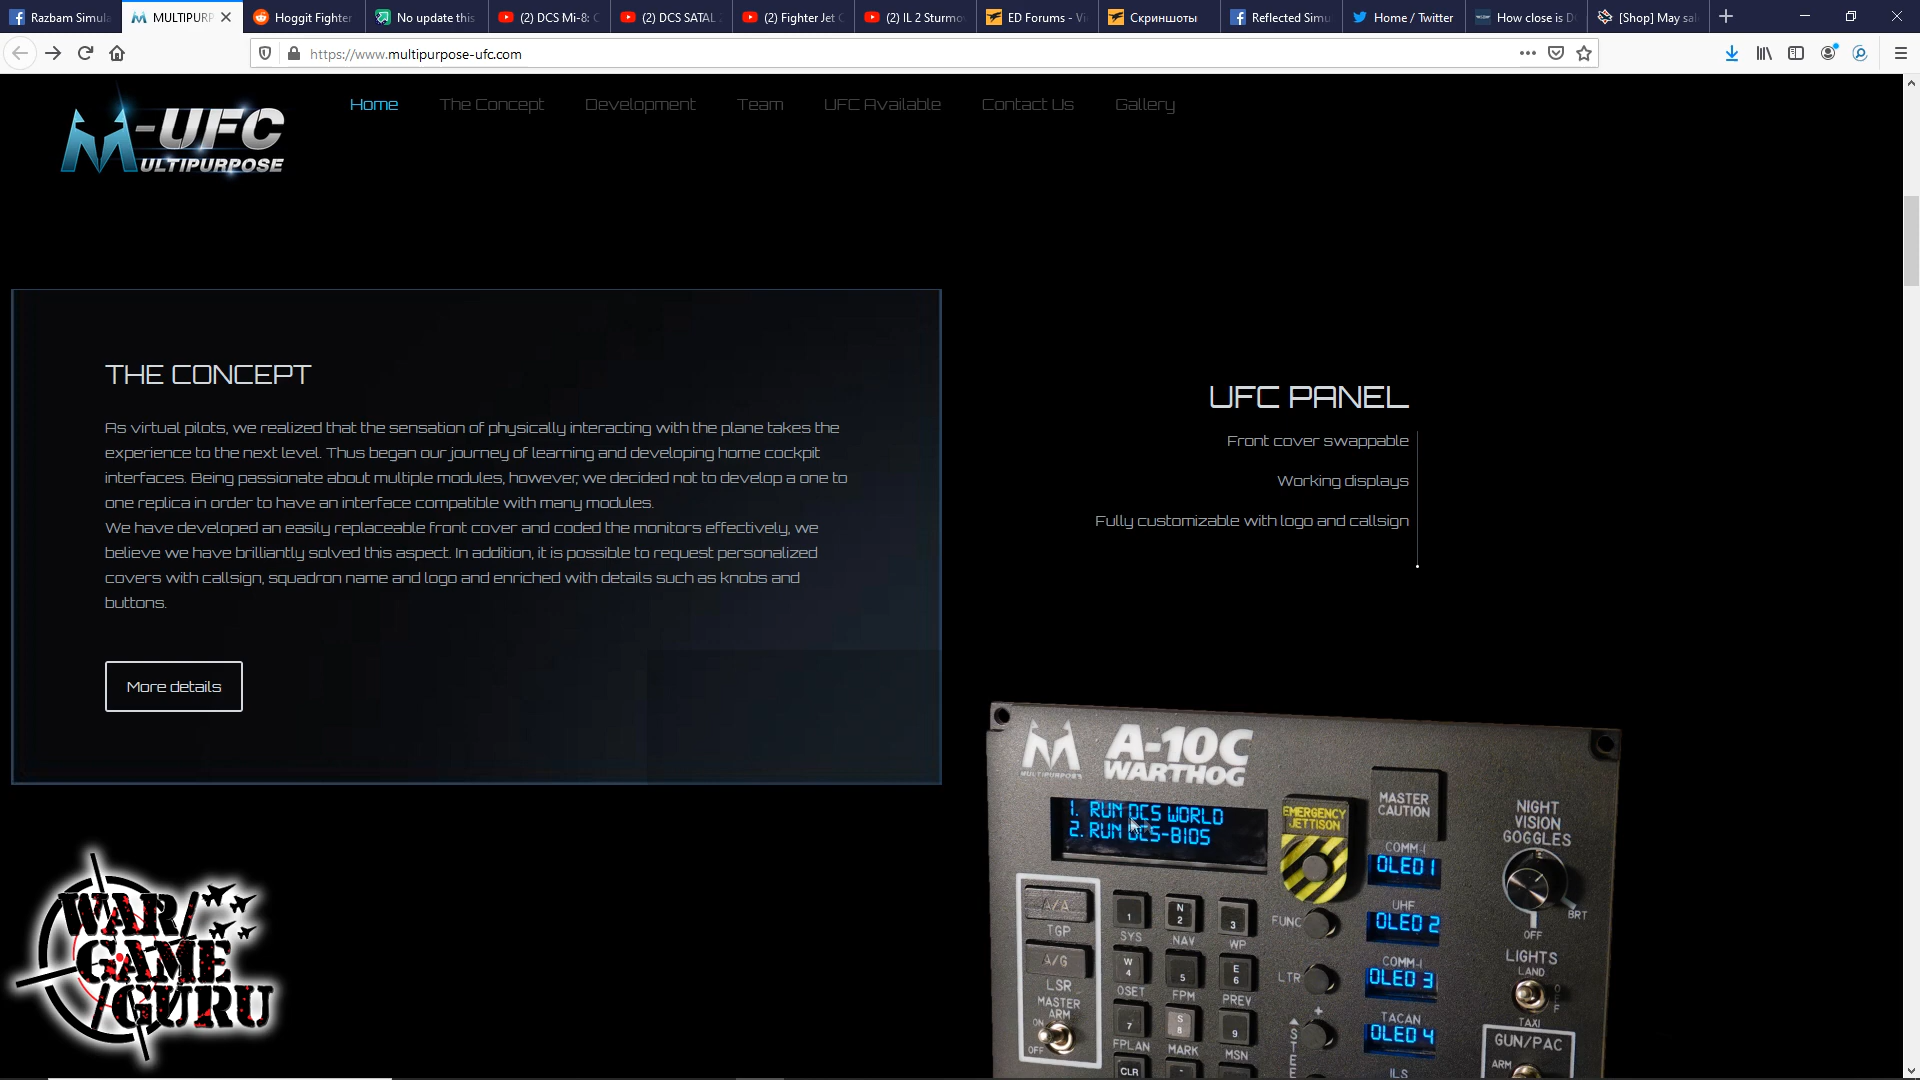 Razbam Simula
MULTIPURP
Hoggit Fighter
No update this
(2) DCS Mi-8: C
(2) DCS SATAL 2
(2) Fighter Jet C
(2) IL 2 Sturmov
ED Forums - Vi
Скриншоты
Reflected Simu
Home / Twitter
How close is D
[Shop] May sal
https://www.multipurpose-ufc.com
M-UFC
MULTIPURPOSE
Home
The Concept
Development
Team
UFC Available
Contact Us
Gallery
THE CONCEPT
As virtual pilots, we realized that the sensation of physically interacting with the plane takes the
experience to the next level. Thus began our journey of learning and developing home cockpit
interfaces. Being passionate about multiple modules, however, we decided not to develop a one to
one replica in order to have an interface compatible with many modules.
We have developed an easily replaceable front cover and coded the monitors effectively, we
believe we have brilliantly solved this aspect. In addition, it is possible to request personalized
covers with callsign, squadron name and logo and enriched with details such as knobs and
buttons.
More details
UFC PANEL
Front cover swappable
Working displays
Fully customizable with logo and callsign
MULTIPURPOSE
A-10C
WARTHOG
1. RUN DCS WORLD
2. RUN DCS-BIOS
EMERGENCY
JETTISON
MASTER
CAUTION
NIGHT
VISION
GOGGLES
BRT
OFF
COMM-1
OLED 1
UHF
OLED 2
COMM-1
OLED 3
TACAN
OLED 4
ILS
FUNC
LTR
+
STEE
LIGHTS
LAND
OFF
TAXI
GUN/PAC
ARM
A/A
TGP
A/G
LSR
MASTER
ARM
ON
OFF
1
SYS
N
2
NAV
3
WP
W
4
OSET
5
FPM
E
6
PREV
7
FPLAN
S
8
MARK
9
MSN
CLR
-
WAR/
GAME
/GURU